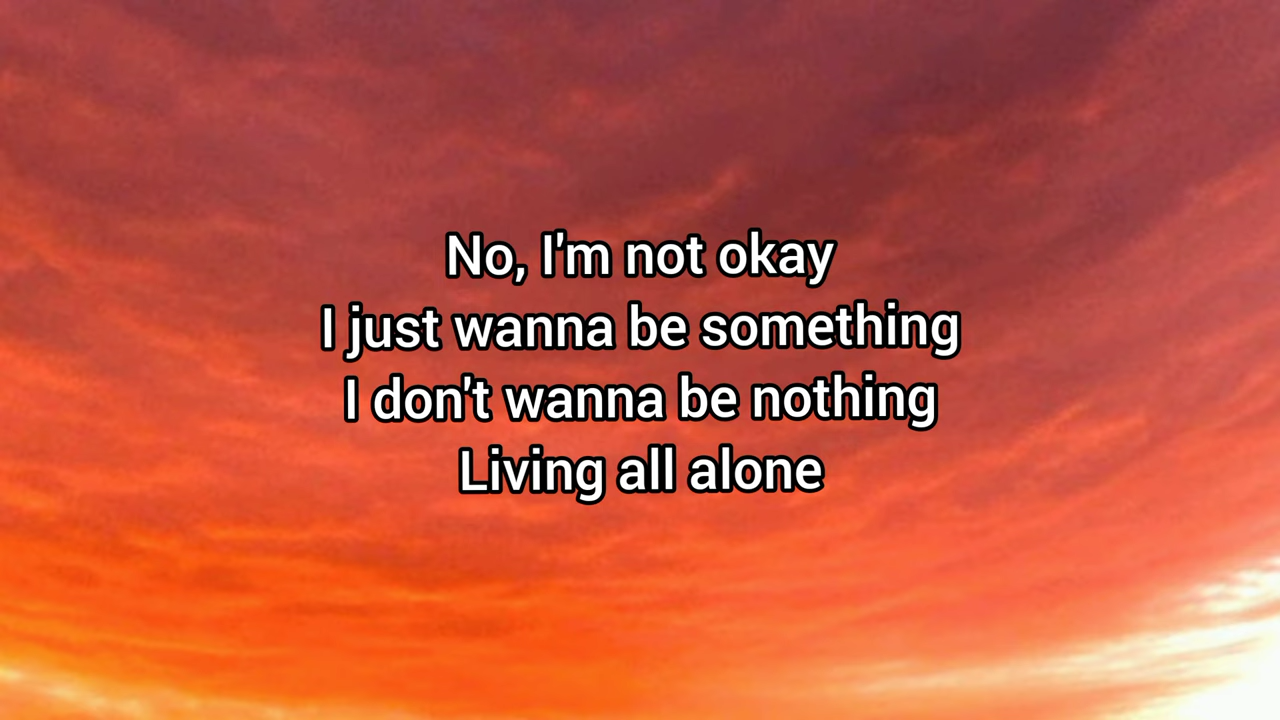 No, I'm not okay
I just wanna be something
I don't wanna be nothing
Living all alone